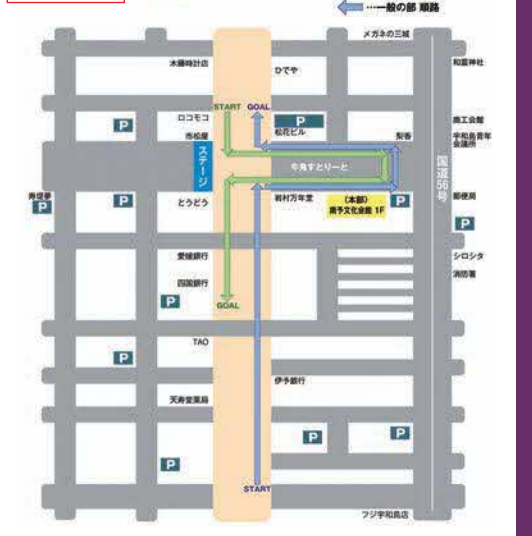 …一般の部 順路
メガネの三城
木藤時計店
和霊神社
ひでや
START GOAL
ロコモコ
P
商工会館
P
松花ビル
市松屋
梨香
宇和島青年
会議所
ステージ
牛鬼すとりーと
国道56号
寿堤夢
P
P
とうどう
岩村万年堂
(本部)
南予文化会館 1F
P
郵便局
P
愛媛銀行
シロシタ
消防署
四国銀行
P
GOAL
TAO
P
伊予銀行
天寿堂薬局
P
P
P
START
フジ宇和島店